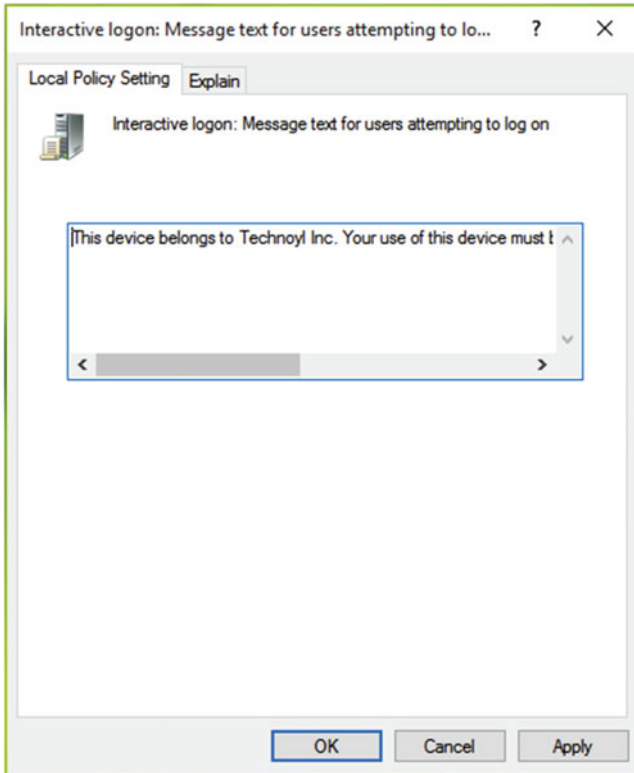 Interactive logon: Message text for users attempting to lo... ? ×
Local Policy Setting Explain
Interactive logon: Message text for users attempting to log on
This device belongs to Technoyl Inc. Your use of this device must
OK Cancel Apply